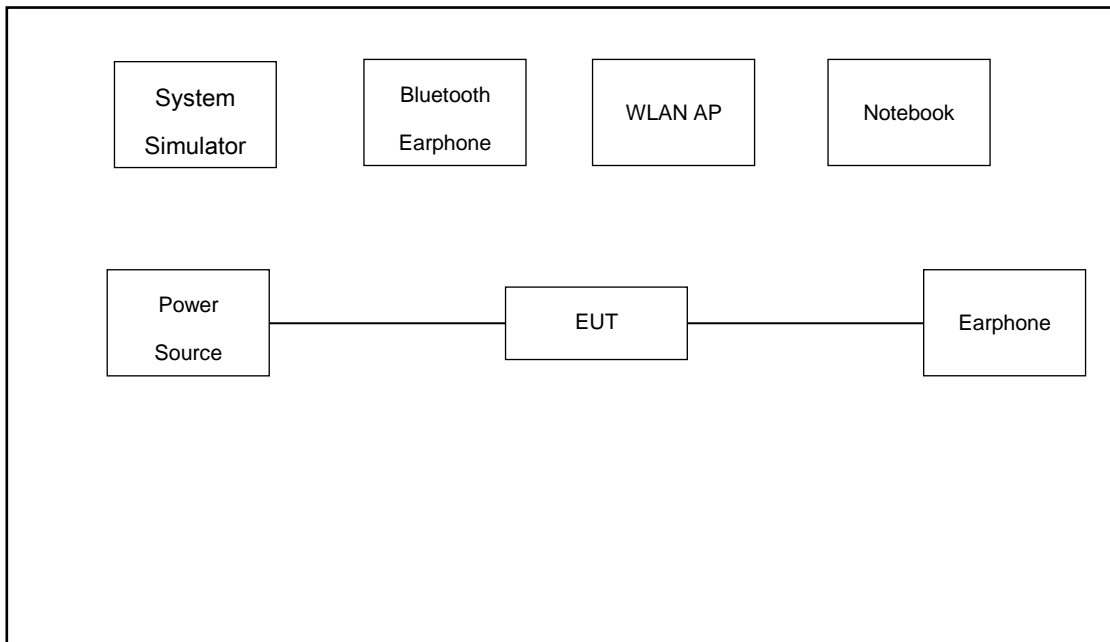 System
Simulator
Bluetooth
Earphone
WLAN AP
Notebook
Power
Source
EUT
Earphone